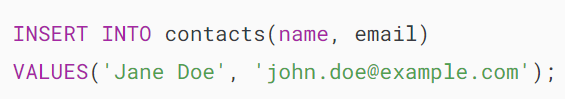 INSERT INTO contacts(name, email)
VALUES('Jane Doe', 'john.doe@example.com');